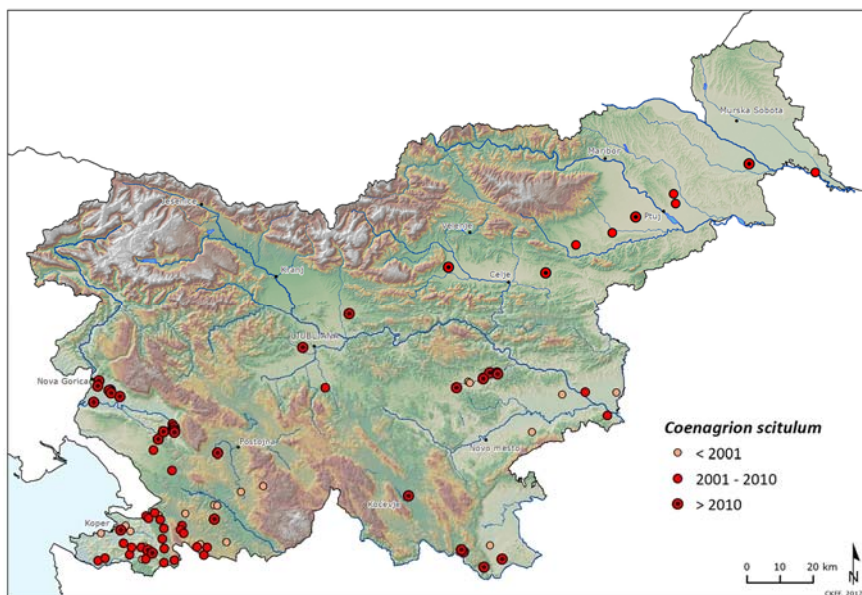 Murska Sobota
Maribor
Jesenice
Ptuj
Velenje
Kranj
Celje
LJUBLJANA
Nova Gorica
Novo mesto
Postojna
Kočevje
Koper
Coenagrion scitulum
< 2001
2001 - 2010
> 2010
0 10 20 km
N